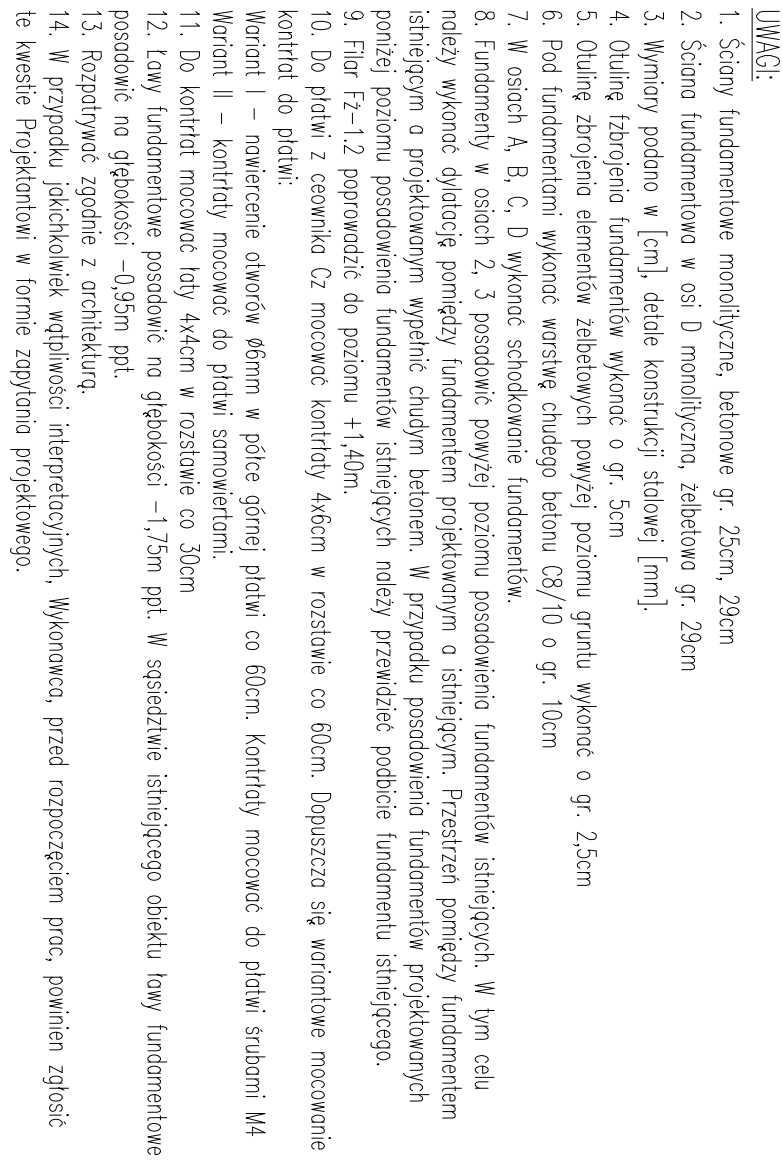 UWAGI:
1. Ściany fundamentowe monolityczne, betonowe gr. 25cm, 29cm
2. Ściana fundamentowa w osi D monolityczna, żelbetowa gr. 29cm
3. Wymiary podano w [cm], detale konstrukcji stalowej [mm].
4. Otulinę fzbrojenia fundamentów wykonać o gr. 5cm
5. Otulinę zbrojenia elementów żelbetowych powyżej poziomu gruntu wykonać o gr. 2,5cm
6. Pod fundamentami wykonać warstwę chudego betonu C8/10 o gr. 10cm
7. W osiach A, B, C, D wykonać schodkowanie fundamentów.
8. Fundamenty w osiach 2, 3 posadowić powyżej poziomu posadowienia fundamentów istniejących. W tym celu
należy wykonać dylatację pomiędzy fundamentem projektowanym a istniejącym. Przestrzeń pomiędzy fundamentem
istniejącym a projektowanym wypełnić chudym betonem. W przypadku posadowienia fundamentów projektowanych
poniżej poziomu posadowienia fundamentów istniejących należy przewidzieć podbicie fundamentu istniejącego.
9. Filar Fż-1.2 poprowadzić do poziomu +1,40m.
10. Do płatwi z ceownika Cz mocować kontrłaty 4x6cm w rozstawie co 60cm. Dopuszcza się wariantowe mocowanie
kontrłat do płatwi:
Wariant I – nawiercenie otworów ø6mm w półce górnej płatwi co 60cm. Kontrłaty mocować do płatwi śrubami M4
Wariant II – kontrłaty mocować do płatwi samowiertami.
11. Do kontrłat mocować łaty 4x4cm w rozstawie co 30cm
12. Ławy fundamentowe posadowić na głębokości –1,75m ppt. W sąsiedztwie istniejącego obiektu ławy fundamentowe
posadowić na głębokości –0,95m ppt.
13. Rozpatrywać zgodnie z architekturą.
14. W przypadku jakichkolwiek wątpliwości interpretacyjnych, Wykonawca, przed rozpoczęciem prac, powinien zgłosić
te kwestie Projektantowi w formie zapytania projektowego.